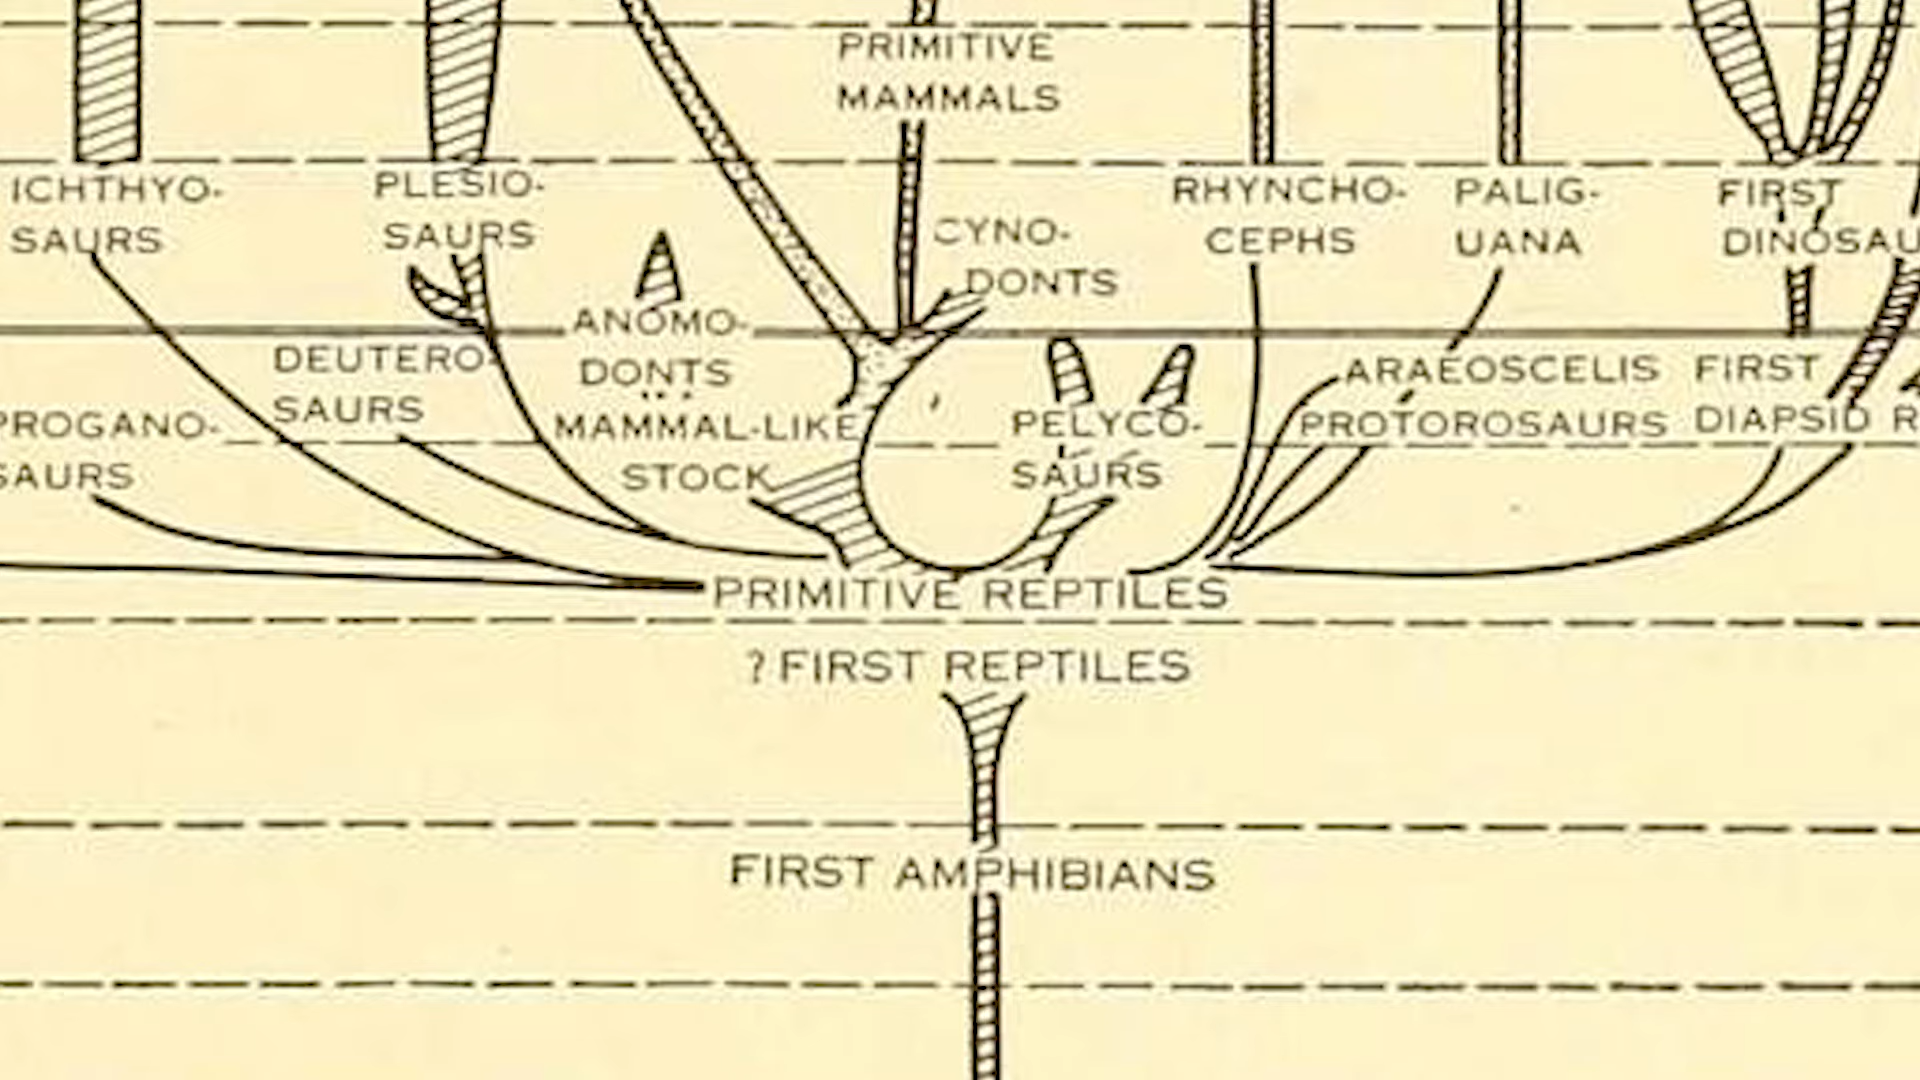 PRIMITIVE
MAMMALS
ICHTHYO-
SAURS
PLESIO-
SAURS
CYNO-
DONTS
RHYNCHO-
CEPHS
PALIG-
UANA
FIRST
DINOSAU
ANOMO-
DONTS
DEUTERO-
SAURS
PROGANO-
SAURS
MAMMAL-LIKE
STOCK
PELYCO-
SAURS
ARAEOSCELIS
PROTOROSAURS
FIRST
DIAPSID R
PRIMITIVE REPTILES
? FIRST REPTILES
FIRST AMPHIBIANS